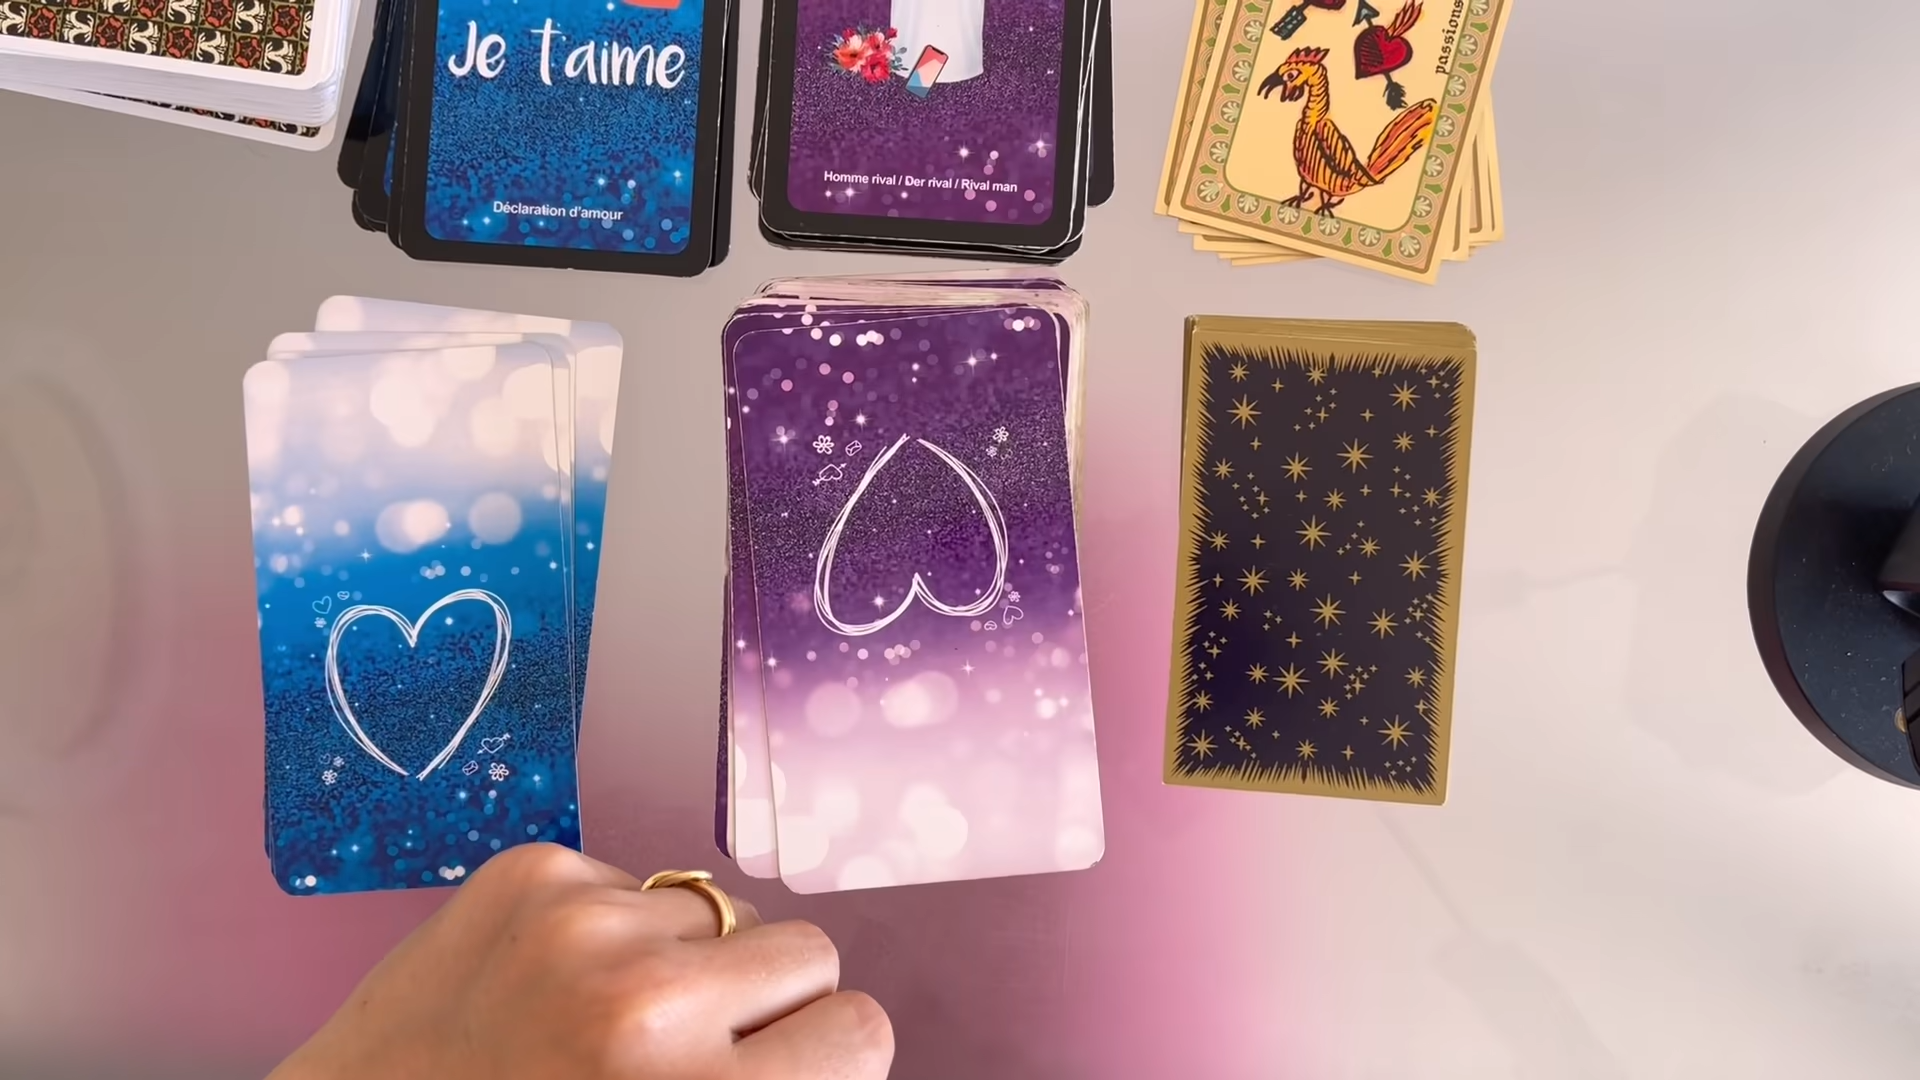 Je t'aime
Déclaration d'amour
Homme rival / Der rival / Rival man
passions